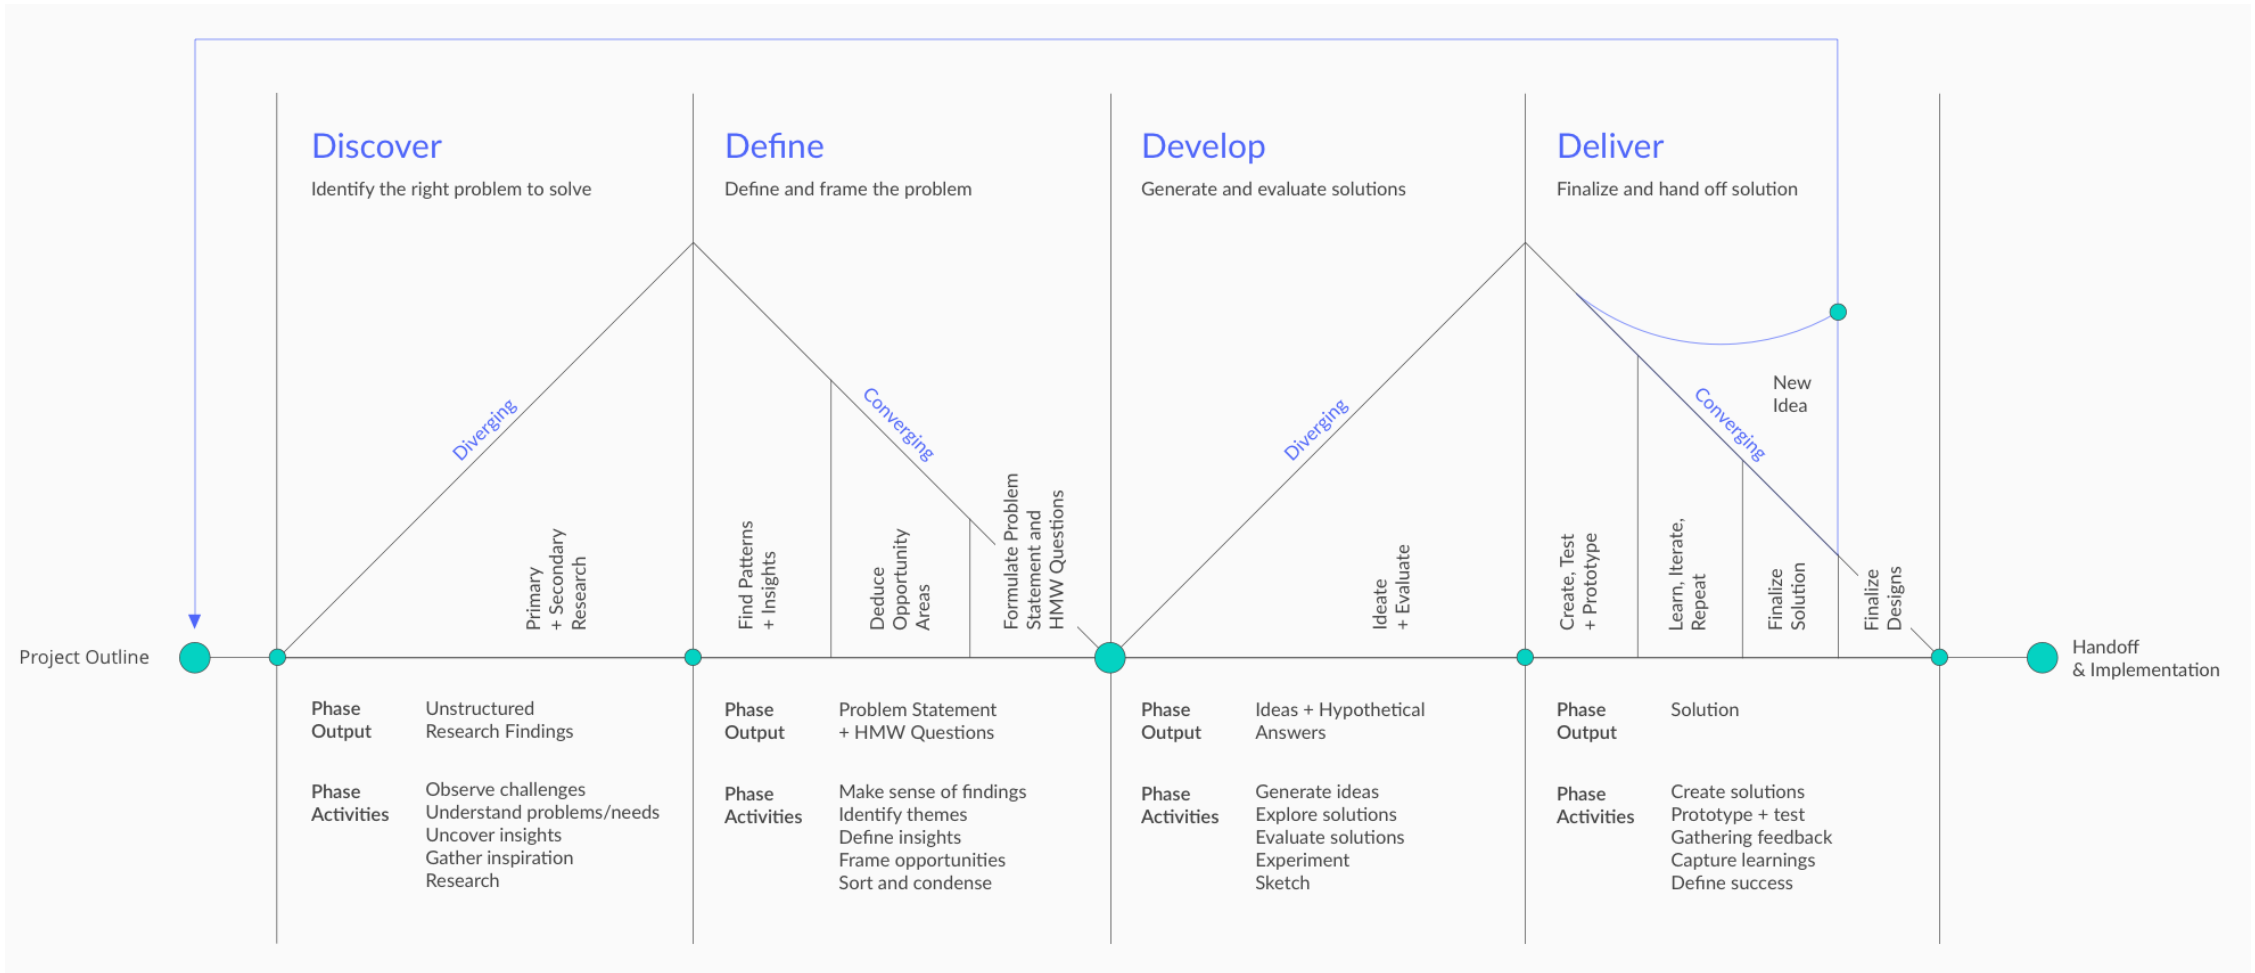 Discover
Identify the right problem to solve
Define
Define and frame the problem
Develop
Generate and evaluate solutions
Deliver
Finalize and hand off solution
Diverging
Converging
Diverging
Converging
New
Idea
Primary
+ Secondary
Research
Find Patterns
+ Insights
Deduce
Opportunity
Areas
Formulate Problem
Statement and
HMW Questions
Ideate
+ Evaluate
Create, Test
+ Prototype
Learn, Iterate,
Repeat
Finalize
Solution
Finalize
Designs
Project Outline
Handoff
& Implementation
Phase
Output
Unstructured
Research Findings
Phase
Activities
Observe challenges
Understand problems/needs
Uncover insights
Gather inspiration
Research
Phase
Output
Problem Statement
+ HMW Questions
Phase
Activities
Make sense of findings
Identify themes
Define insights
Frame opportunities
Sort and condense
Phase
Output
Ideas + Hypothetical
Answers
Phase
Activities
Generate ideas
Explore solutions
Evaluate solutions
Experiment
Sketch
Phase
Output
Solution
Phase
Activities
Create solutions
Prototype + test
Gathering feedback
Capture learnings
Define success